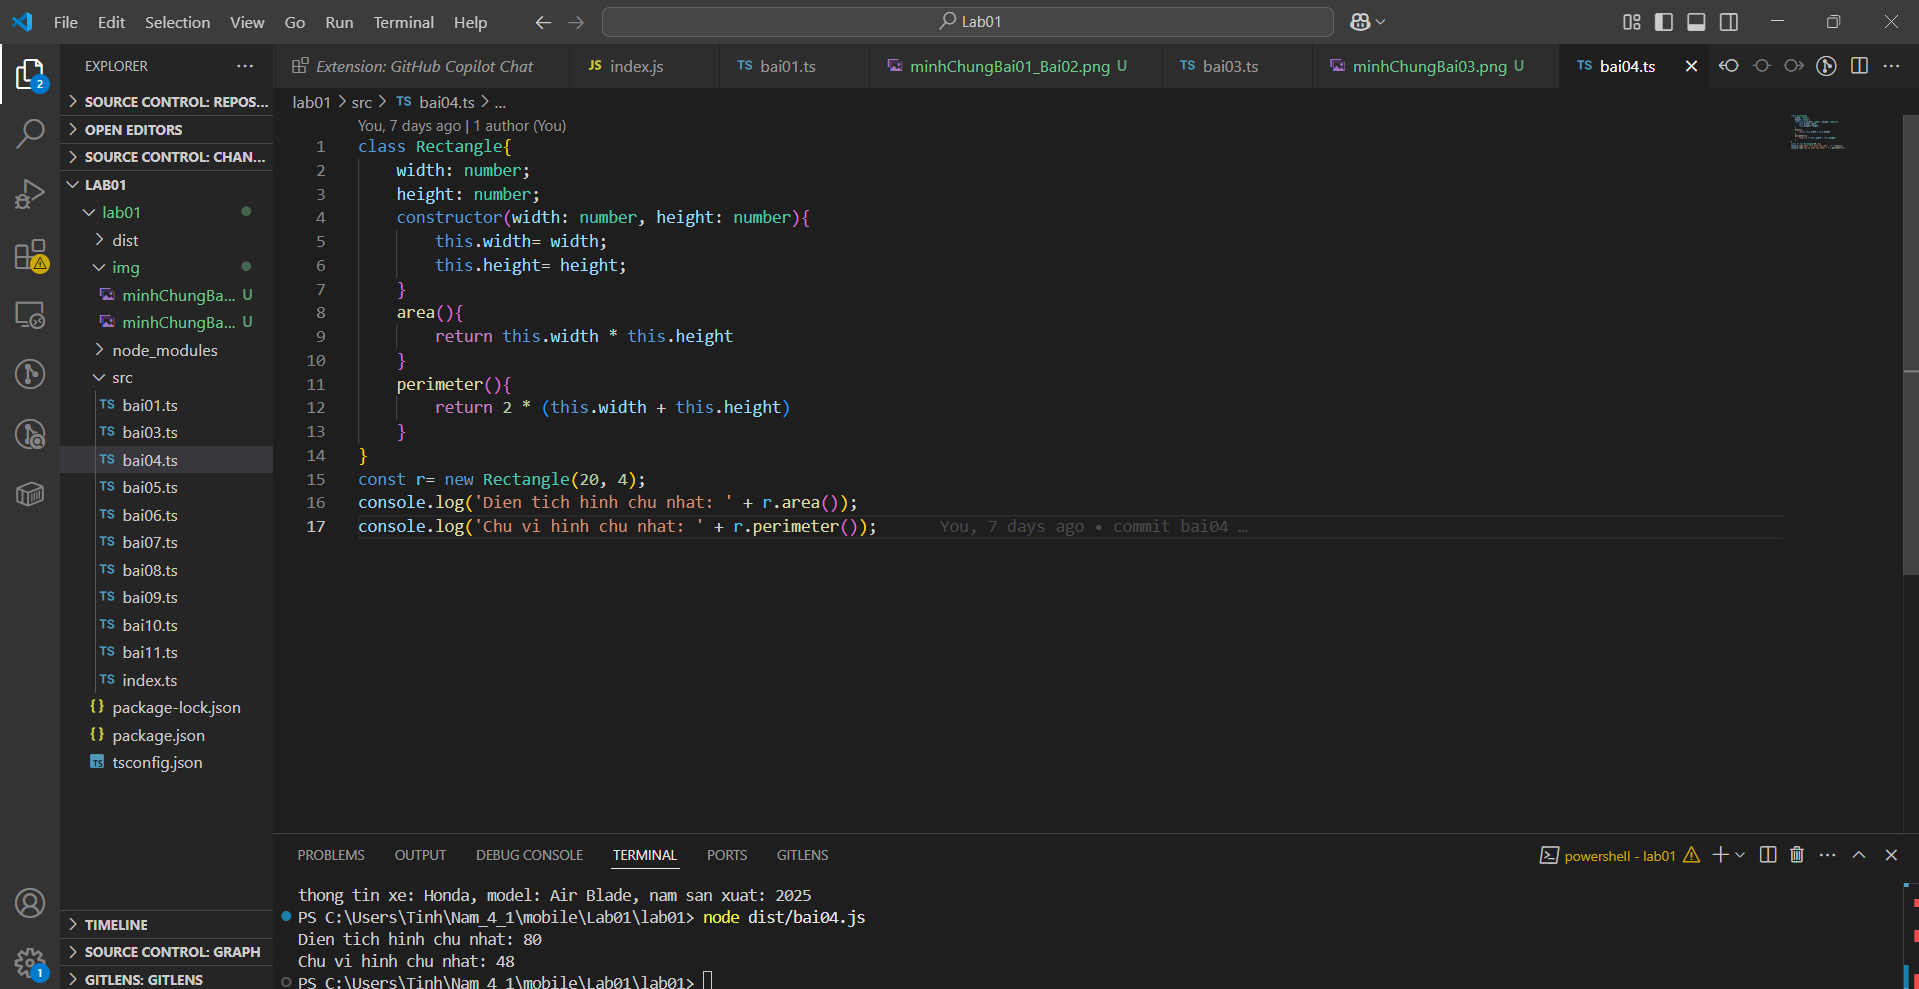 File Edit Selection View Go Run Terminal Help
Lab01
EXPLORER
SOURCE CONTROL: REPOS...
OPEN EDITORS
SOURCE CONTROL: CHAN...
LAB01
lab01
dist
img
minhChungBa... U
minhChungBa... U
node_modules
src
TS bai01.ts
TS bai03.ts
TS bai04.ts
TS bai05.ts
TS bai06.ts
TS bai07.ts
TS bai08.ts
TS bai09.ts
TS bai10.ts
TS bai11.ts
TS index.ts
{} package-lock.json
{} package.json
TS tsconfig.json
TIMELINE
SOURCE CONTROL: GRAPH
GITLENS: GITLENS
2
1
Extension: GitHub Copilot Chat
JS index.js
TS bai01.ts
minhChungBai01_Bai02.png U
TS bai03.ts
minhChungBai03.png U
TS bai04.ts
lab01 > src > TS bai04.ts > ...
You, 7 days ago | 1 author (You)
1 class Rectangle{
2 width: number;
3 height: number;
4 constructor(width: number, height: number){
5 this.width= width;
6 this.height= height;
7 }
8 area(){
9 return this.width * this.height
10 }
11 perimeter(){
12 return 2 * (this.width + this.height)
13 }
14 }
15 const r= new Rectangle(20, 4);
16 console.log('Dien tich hinh chu nhat: ' + r.area());
17 console.log('Chu vi hinh chu nhat: ' + r.perimeter()); You, 7 days ago • commit bai04 …
PROBLEMS OUTPUT DEBUG CONSOLE TERMINAL PORTS GITLENS
powershell - lab01
thong tin xe: Honda, model: Air Blade, nam san xuat: 2025
PS C:\Users\Tinh\Nam_4_1\mobile\Lab01\lab01> node dist/bai04.js
Dien tich hinh chu nhat: 80
Chu vi hinh chu nhat: 48
PS C:\Users\Tinh\Nam_4_1\mobile\Lab01\lab01>